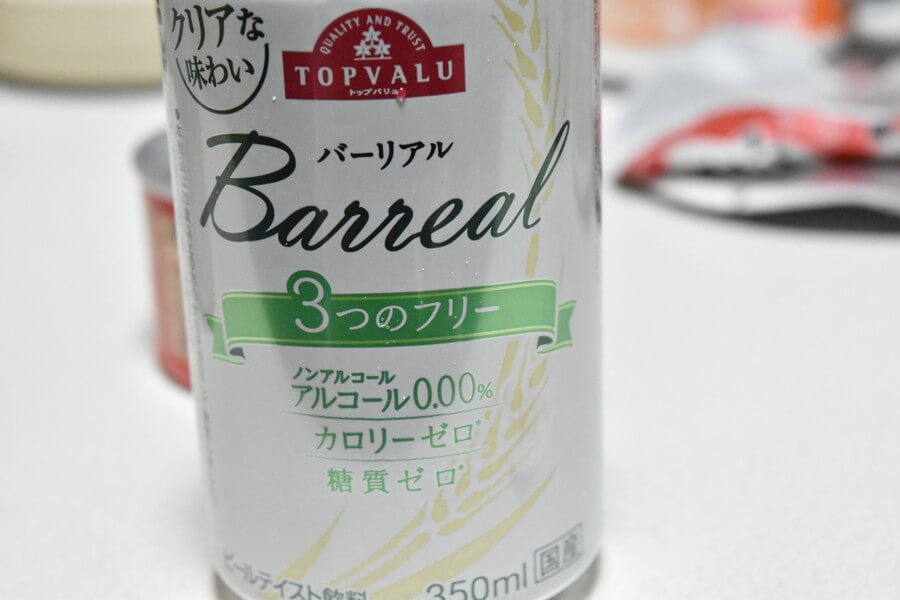 クリアな
味わい
QUALITY AND TRUST
TOPVALU
トップバリュ
バーリアル
Barreal
3つのフリー
ノンアルコール
アルコール0.00%
カロリーゼロ*
糖質ゼロ*
ビールテイスト飲料
350ml
国産